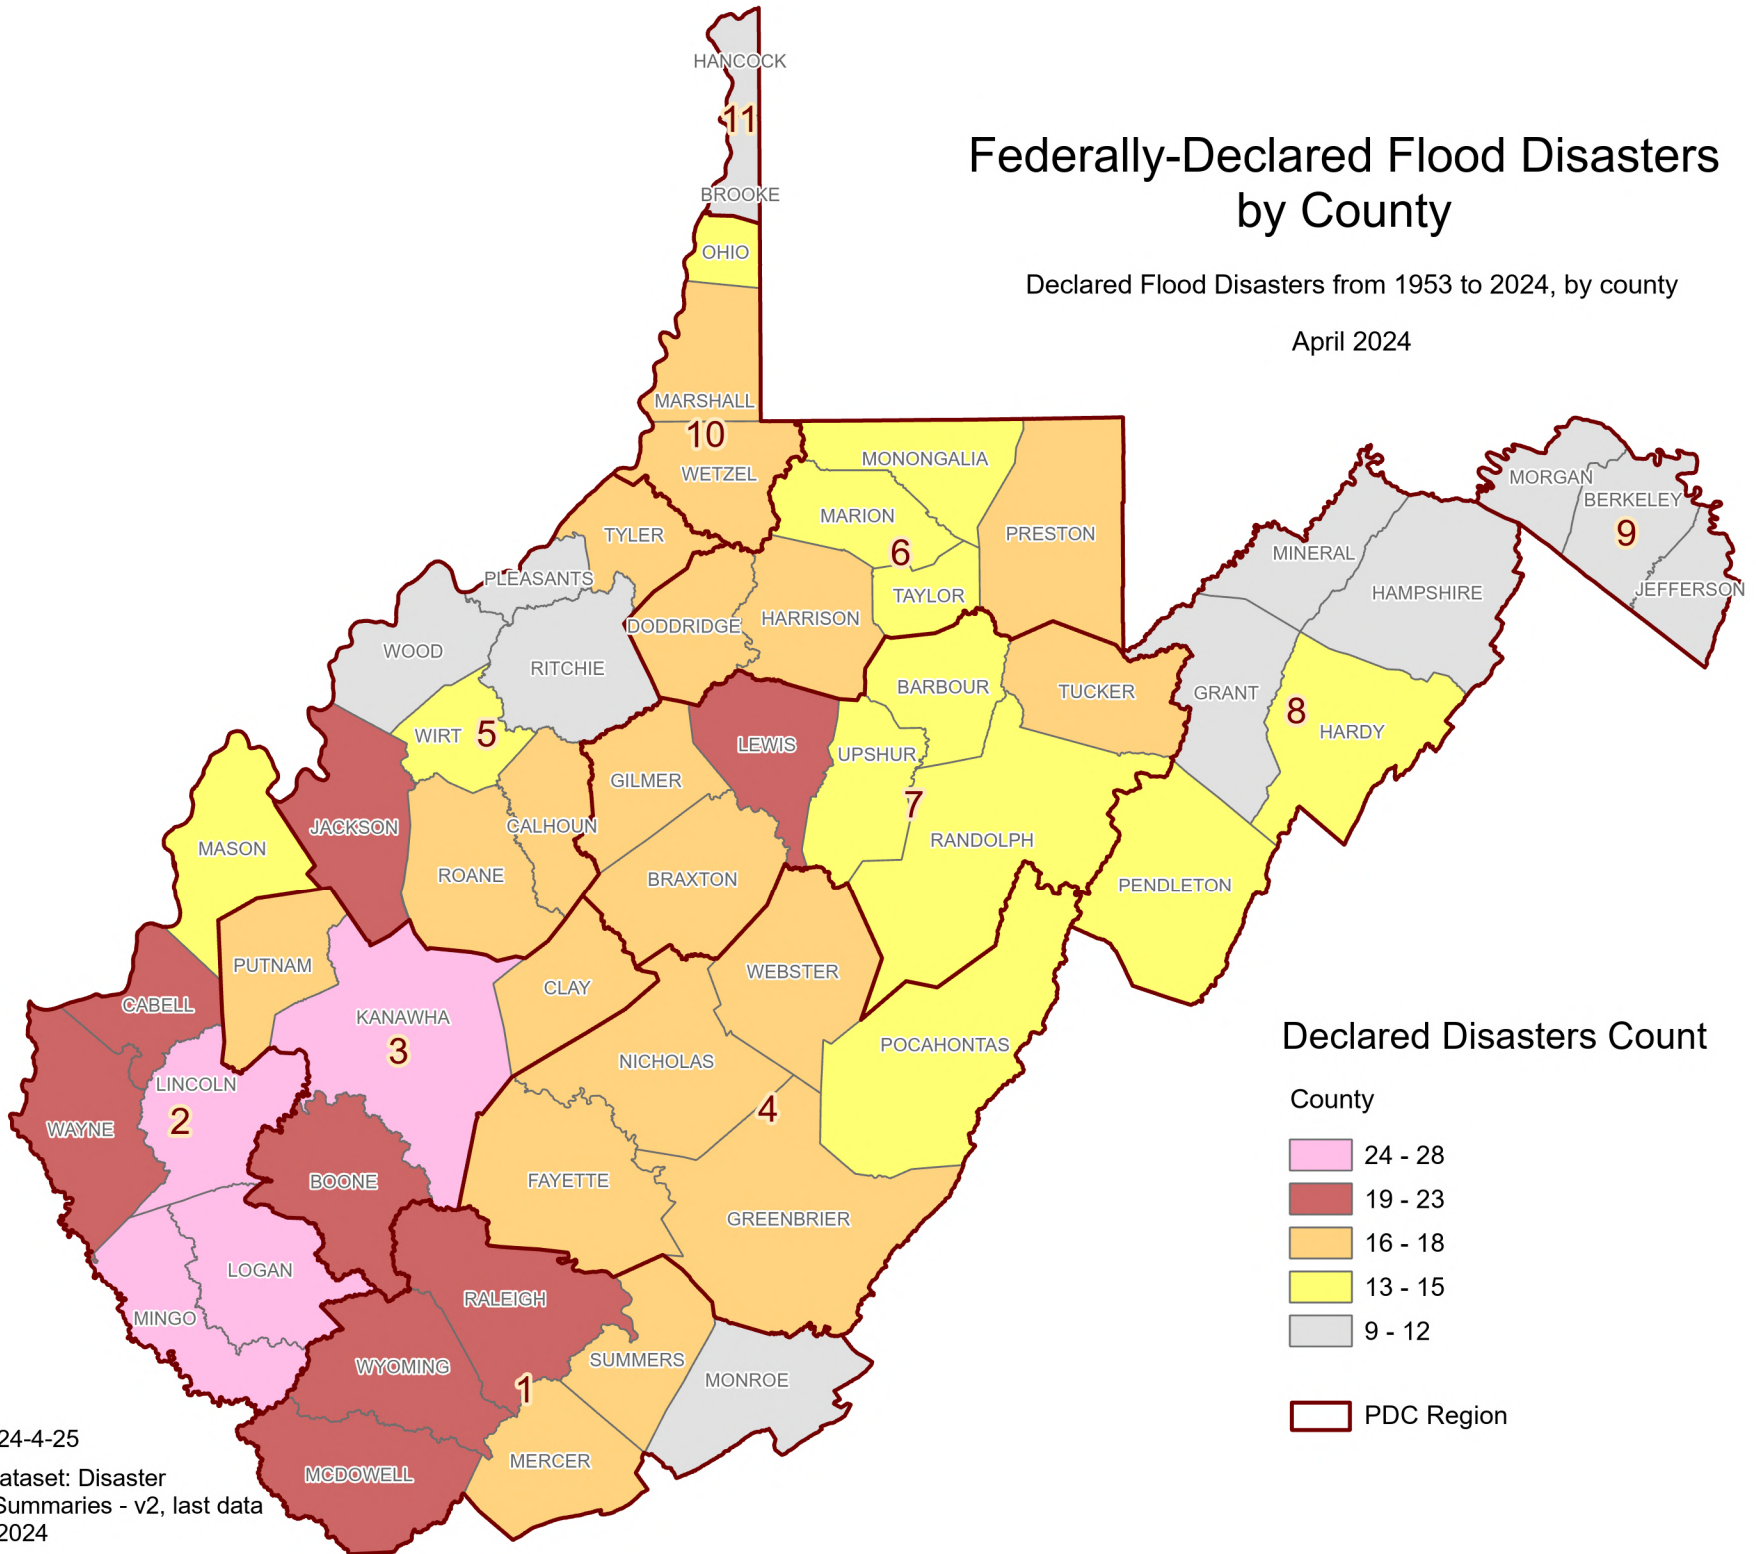 Federally-Declared Flood Disasters
by County
Declared Flood Disasters from 1953 to 2024, by county
April 2024
HANCOCK
11
BROOKE
OHIO
MARSHALL
10
WETZEL
MONONGALIA
MARION
6
PRESTON
TYLER
PLEASANTS
TAYLOR
HARRISON
DODDRIDGE
MORGAN
BERKELEY
9
JEFFERSON
MINERAL
HAMPSHIRE
WOOD
RITCHIE
BARBOUR
TUCKER
GRANT
8
HARDY
WIRT
5
LEWIS
UPSHUR
GILMER
7
RANDOLPH
MASON
JACKSON
CALHOUN
ROANE
BRAXTON
PENDLETON
PUTNAM
WEBSTER
CLAY
CABELL
KANAWHA
3
POCAHONTAS
NICHOLAS
LINCOLN
2
WAYNE
4
BOONE
FAYETTE
GREENBRIER
LOGAN
RALEIGH
MINGO
SUMMERS
WYOMING
1
MONROE
MERCER
MCDOWELL
Declared Disasters Count
County
24 - 28
19 - 23
16 - 18
13 - 15
9 - 12
PDC Region
24-4-25
ataset: Disaster
Summaries - v2, last data
2024